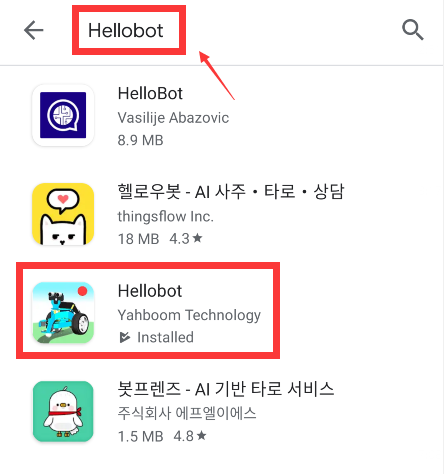 Hellobot
HelloBot
Vasilije Abazovic
8.9 MB
헬로우봇 - AI 사주・타로・상담
thingsflow Inc.
18 MB 4.3★
Hellobot
Yahboom Technology
Installed
봇프렌즈 - AI 기반 타로 서비스
주식회사 에프엘이에스
1.5 MB 4.8★